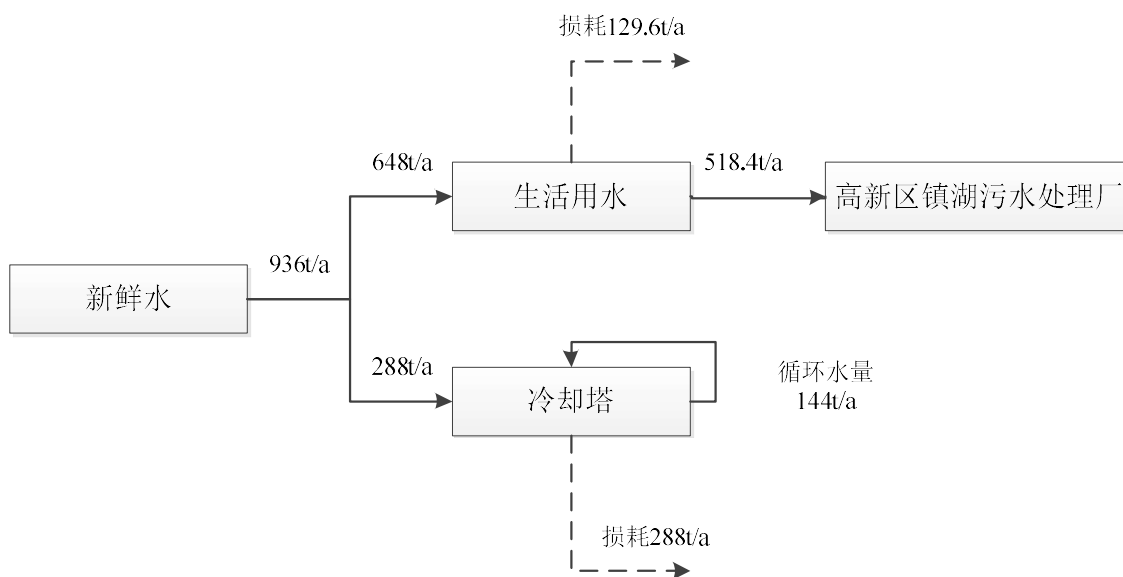 损耗129.6t/a
648t/a
518.4t/a
生活用水
高新区镇湖污水处理厂
936t/a
新鲜水
288t/a
循环水量
144t/a
冷却塔
损耗288t/a